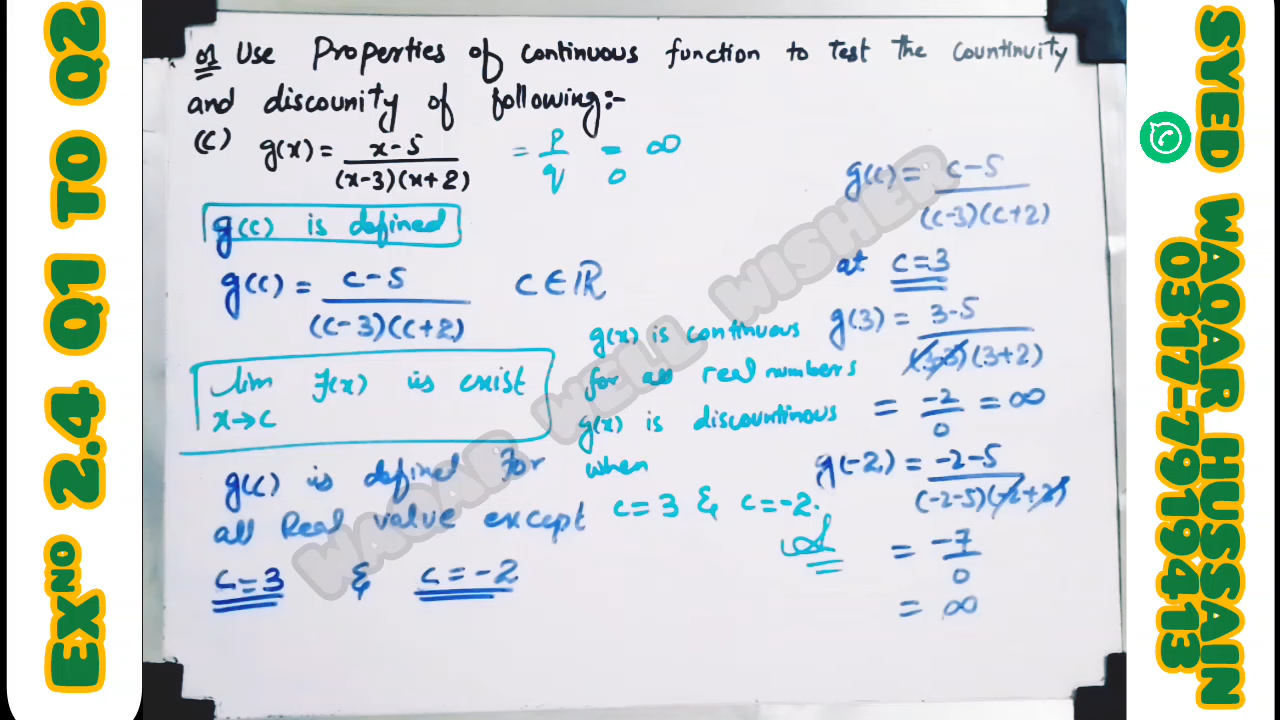 EXᴺᴼ 2.4 Q1 TO Q2
Q1 Use Properties of continuous function to test the Countinuity
and discounity of following:-
(C) g(x) = x-5 / (x-3)(x+2) = P/q = /0 = ∞
g(c) is defined
g(c) = c-5 / (c-3)(c+2) c ∈ ℝ
lim f(x) is exist
x→c
g(c) is defined for
all Real value except
c=3 & c=-2
g(x) is continuous
for all real numbers
g(x) is discountinous
when
c=3 & c=-2.
g(c) = c-5 / (c-3)(c+2)
at c=3
g(3) = 3-5 / (3-3)(3+2)
= -2/0 = ∞
g(-2) = -2-5 / (-2-5)(-2+2)
= -7/0
= ∞
WAQAR WELL WISHER
SYED WAQAR HUSSAIN
0317-7919413